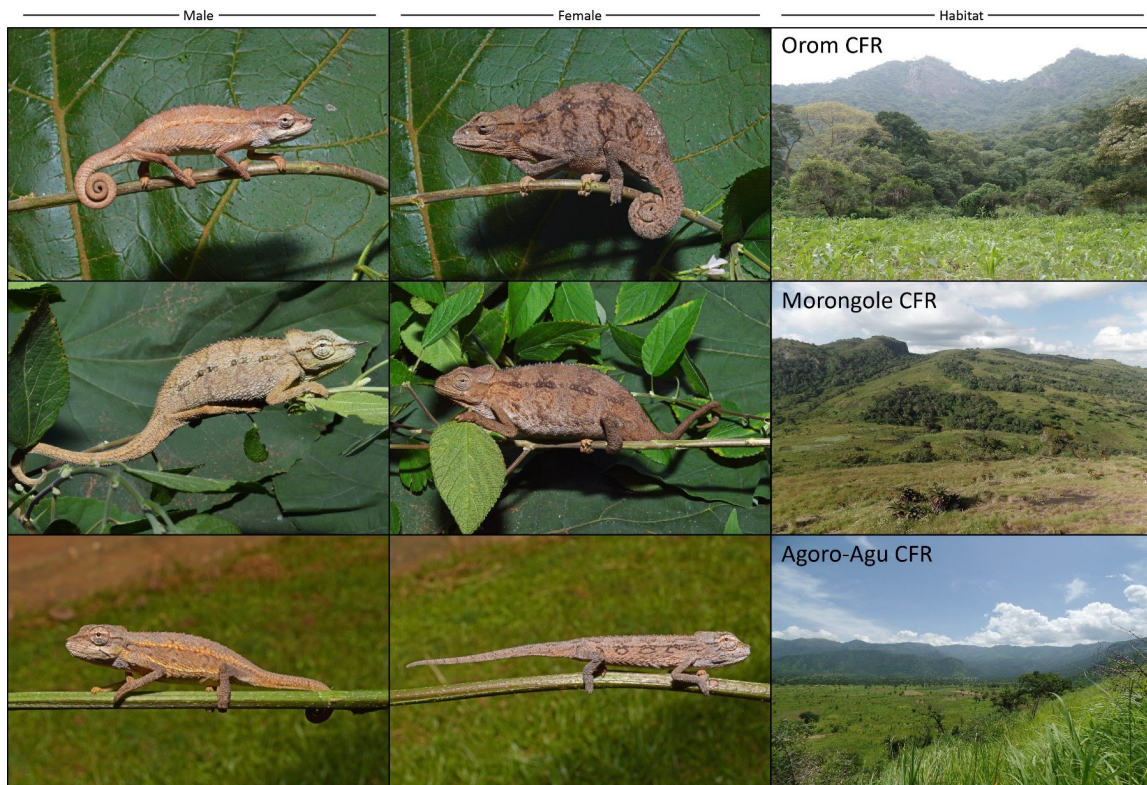 Male
Female
Habitat
Orom CFR
Morongole CFR
Agoro-Agu CFR